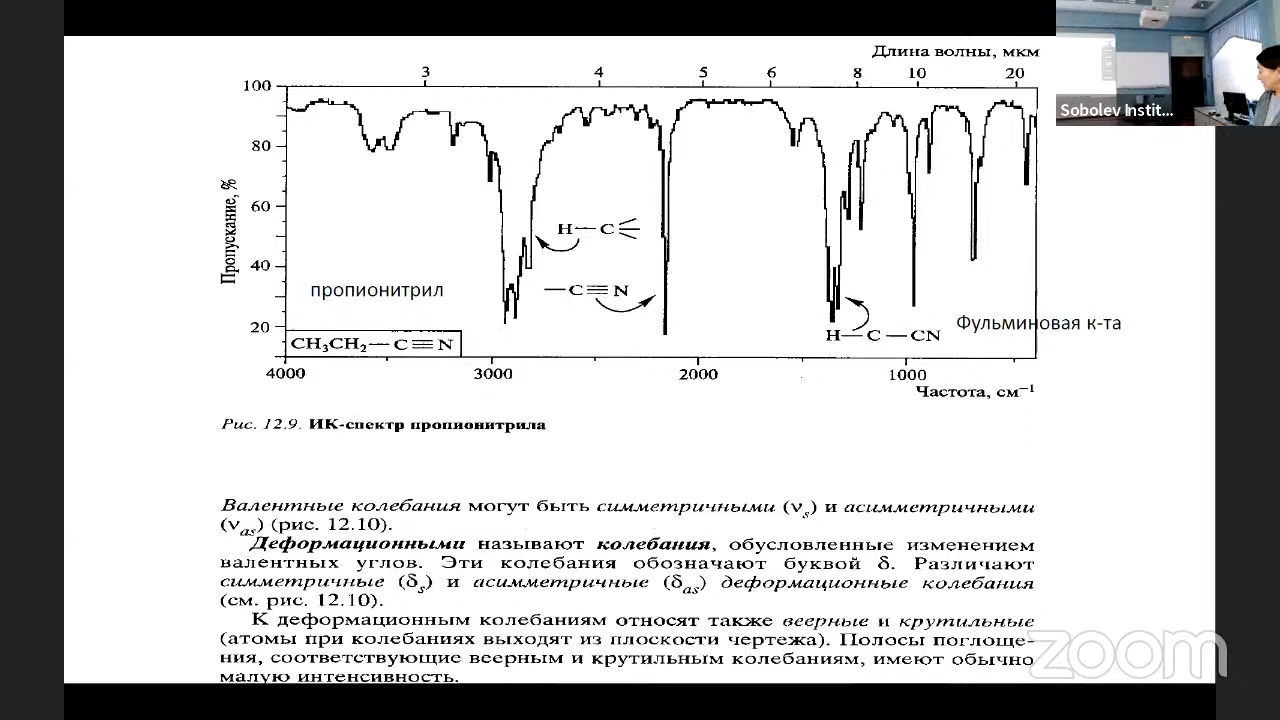 Длина волны, мкм
3 4 5 6 8 10 20
Sobolev Instit...
100
80
60
40
20
Пропускание, %
H—C
—C≡N
пропионитрил
H—C—CN
Фульминовая к-та
CH₃CH₂—C≡N
4000 3000 2000 1000
Частота, см⁻¹
Рис. 12.9. ИК-спектр пропионитрила
Валентные колебания могут быть симметричными (νₛ) и асимметричными
(νₐₛ) (рис. 12.10).
Деформационными называют колебания, обусловленные изменением
валентных углов. Эти колебания обозначают буквой δ. Различают
симметричные (δₛ) и асимметричные (δₐₛ) деформационные колебания
(см. рис. 12.10).
К деформационным колебаниям относят также веерные и крутильные
(атомы при колебаниях выходят из плоскости чертежа). Полосы поглоще-
ния, соответствующие веерным и крутильным колебаниям, имеют обычно
малую интенсивность.
zoom